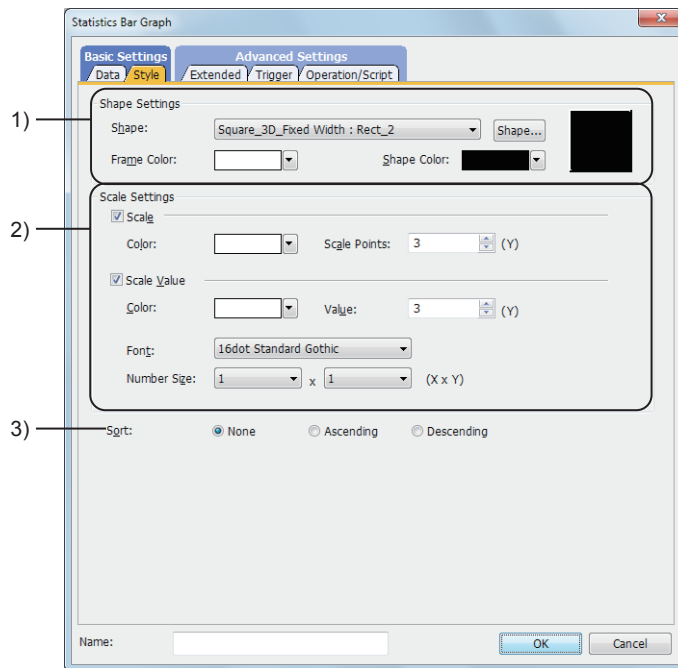 Statistics Bar Graph
Basic Settings Advanced Settings
Data Style Extended Trigger Operation/Script
1)
Shape Settings
Shape: Square_3D_Fixed Width : Rect_2 Shape...
Frame Color: Shape Color:
2)
Scale Settings
Scale
Color: Scale Points: 3 (Y)
Scale Value
Color: Value: 3 (Y)
Font: 16dot Standard Gothic
Number Size: 1 x 1 (X x Y)
3)
Sort: None Ascending Descending
Name: OK Cancel